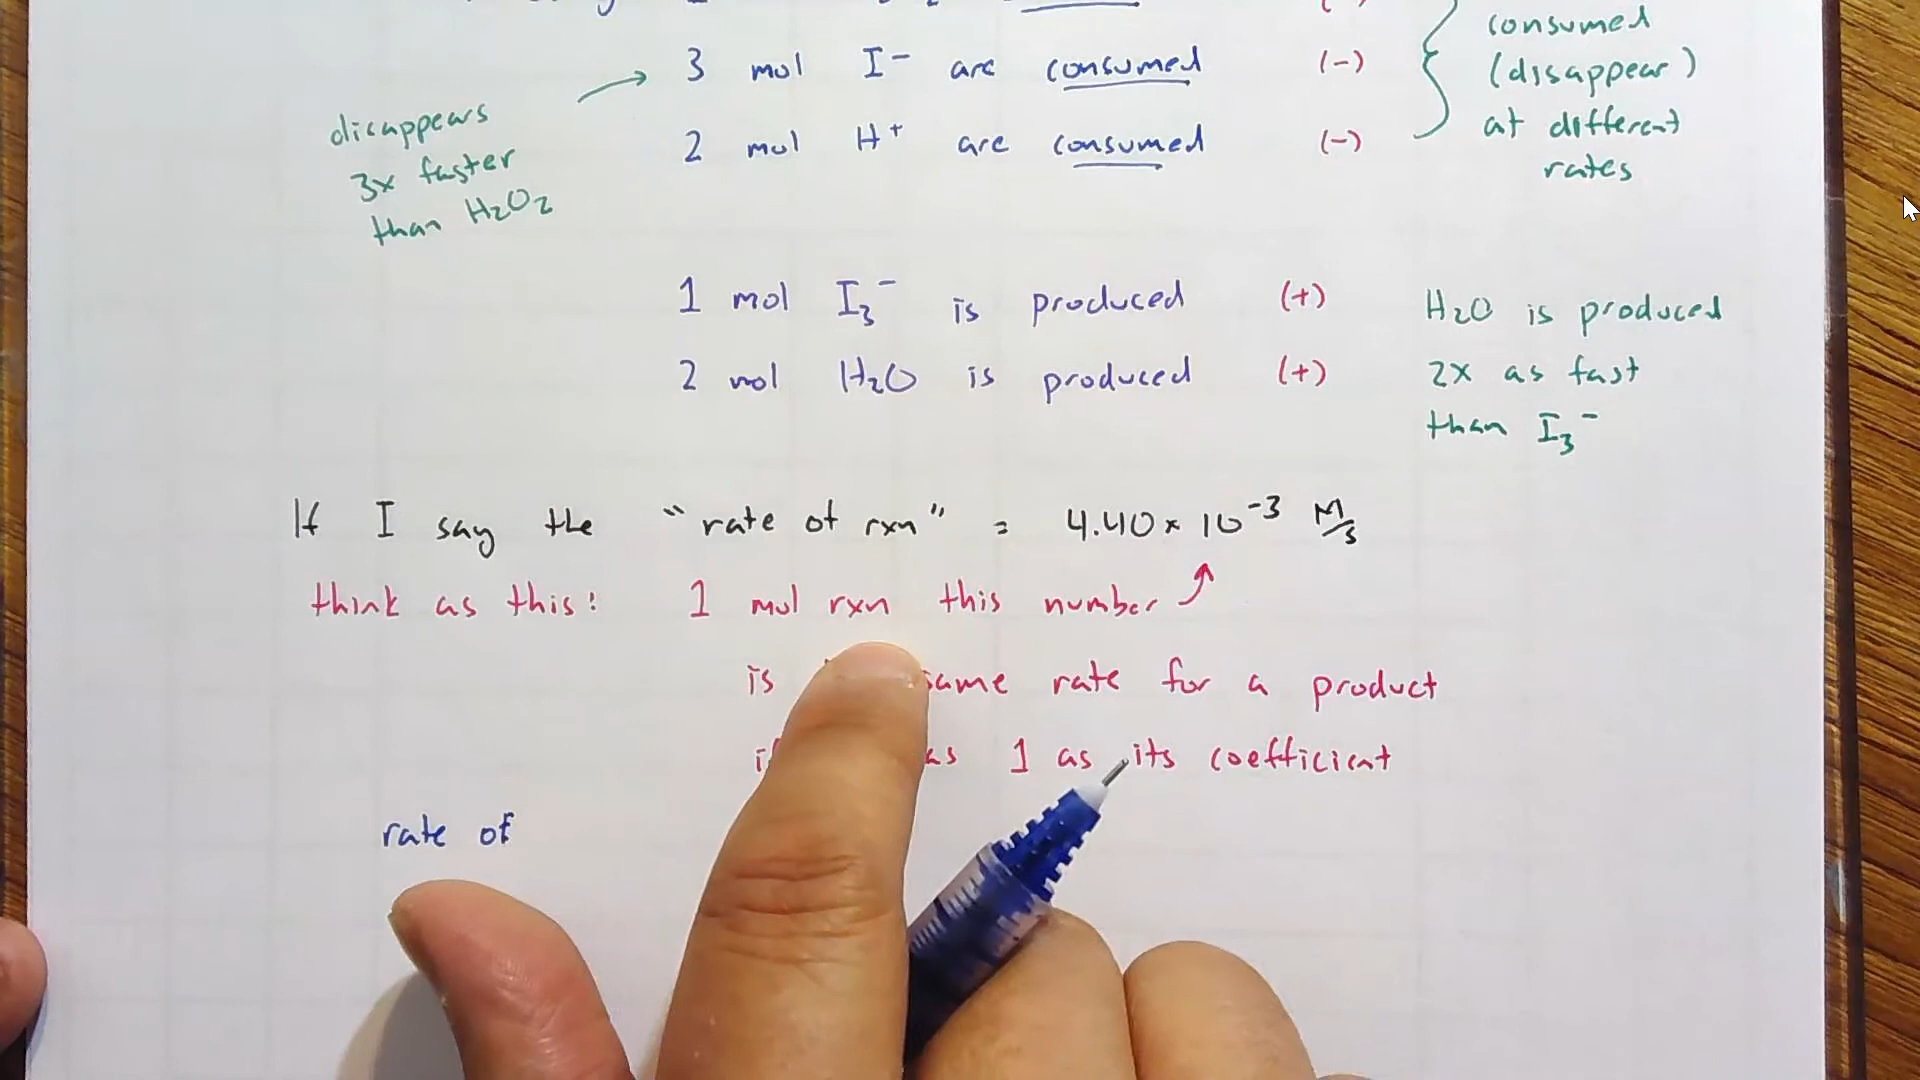 consumed
3 mol I⁻ are consumed (-)
(disappear)
2 mol H⁺ are consumed (-)
at different
rates
disappears
3x faster
than H₂O₂
1 mol I₃⁻ is produced (+)
2 mol H₂O is produced (+)
H₂O is produced
2x as fast
than I₃⁻
If I say the "rate of rxn" = 4.40 x 10⁻³ M/s
think as this: 1 mol rxn this number
is same rate for a product
1 as its coefficient
rate of